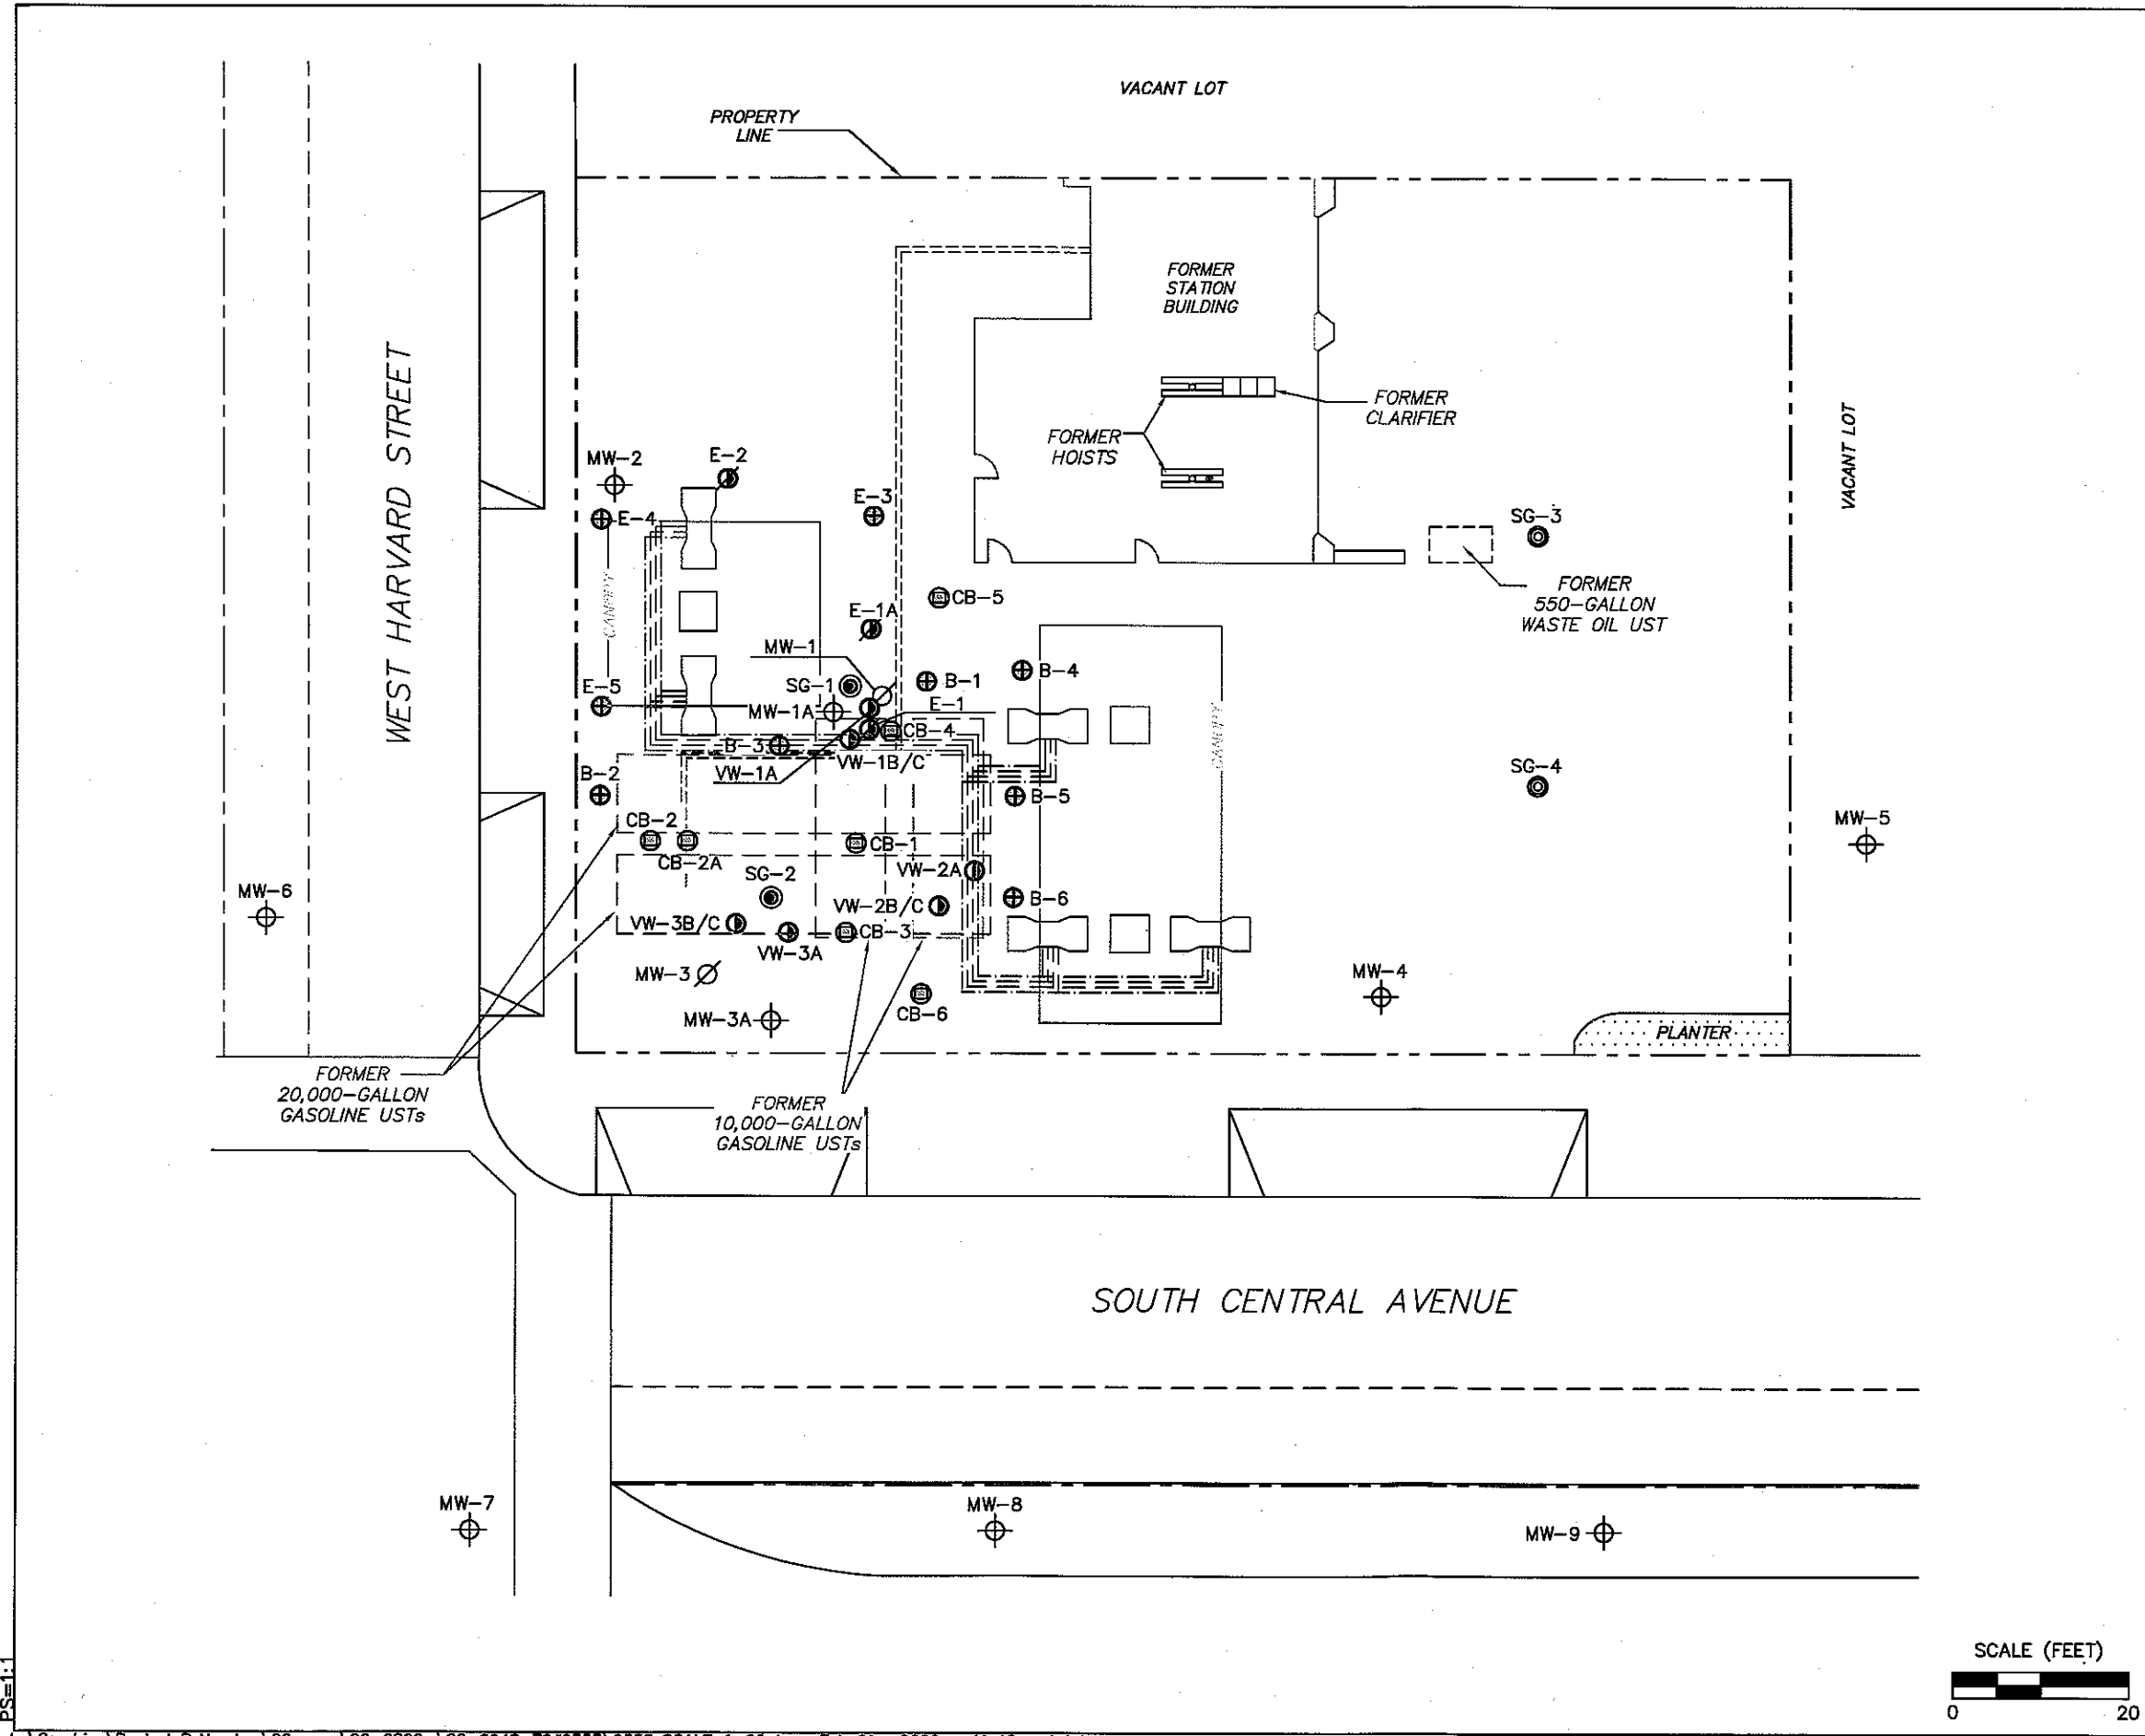 VACANT LOT
PROPERTY
LINE
FORMER
STATION
BUILDING
FORMER
CLARIFIER
FORMER
HOISTS
WEST HARVARD STREET
VACANT LOT
MW-2
E-2
E-3
E-4
SG-3
CANOPY
CB-5
FORMER
550-GALLON
WASTE OIL UST
E-1A
MW-1
B-4
SG-1
B-1
E-5
E-1
MW-1A
CB-4
B-3
VW-1B/C
VW-1A
CANOPY
B-2
SG-4
B-5
CB-2
CB-1
MW-5
CB-2A
VW-2A
SG-2
MW-6
B-6
VW-2B/C
VW-3B/C
CB-3
VW-3A
MW-3
MW-4
MW-3A
CB-6
PLANTER
FORMER
20,000-GALLON
GASOLINE USTs
FORMER
10,000-GALLON
GASOLINE USTs
SOUTH CENTRAL AVENUE
MW-7
MW-8
MW-9
SCALE (FEET)
0 20
PS=1:1